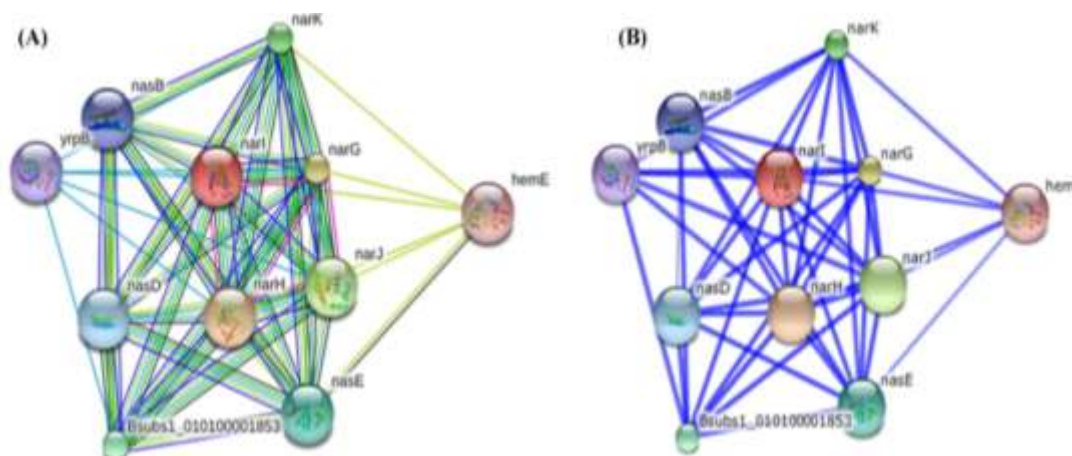 (A)
narK
nasB
yrpB
narI
narG
hemE
narJ
nasD
narH
nasE
Bsubs1_010100001853
(B)
narK
nasB
yrpB
narI
narG
hem
narJ
nasD
narH
nasE
Bsubs1_010100001853